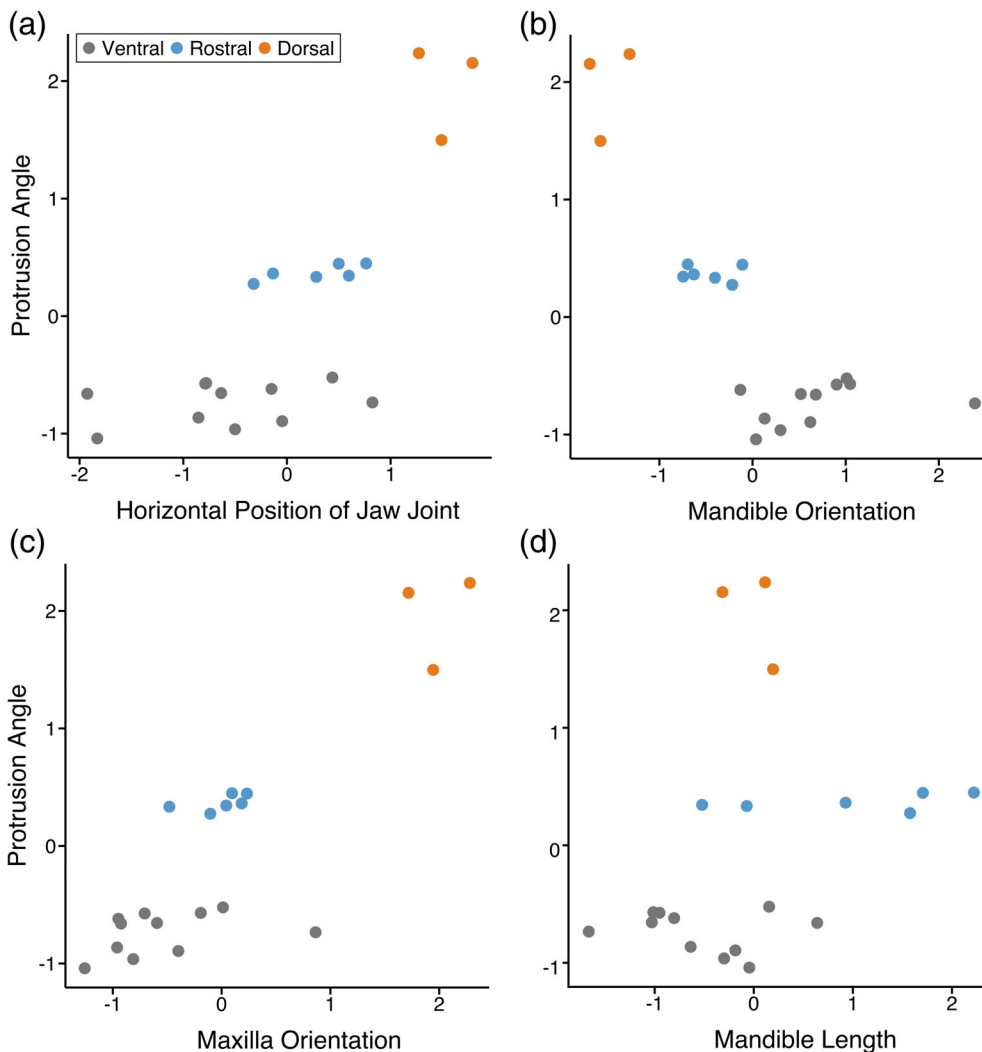 (a)
Ventral Rostral Dorsal
2
1
0
-1
-2 -1 0 1
Protrusion Angle
Horizontal Position of Jaw Joint
(b)
2
1
0
-1
-1 0 1 2
Mandible Orientation
(c)
2
1
0
-1
-1 0 1 2
Protrusion Angle
Maxilla Orientation
(d)
2
1
0
-1
-1 0 1 2
Mandible Length